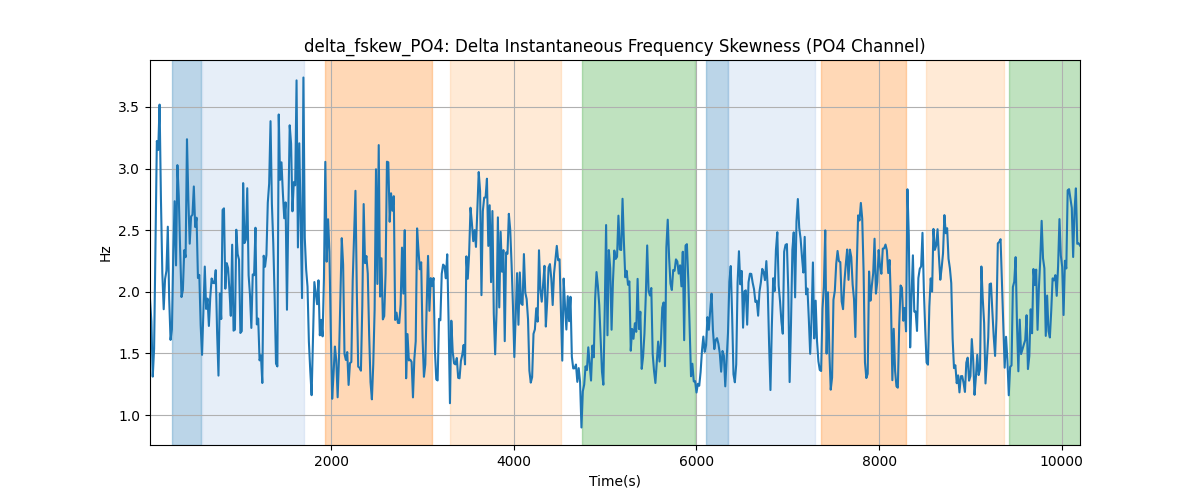 delta_fskew_PO4: Delta Instantaneous Frequency Skewness (PO4 Channel)
3.5
3.0
2.5
2.0
1.5
1.0
Hz
2000 4000 6000 8000 10000
Time(s)